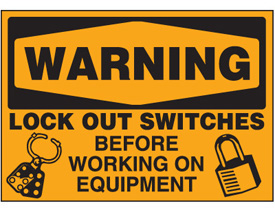 WARNING
LOCK OUT SWITCHES
BEFORE
WORKING ON
EQUIPMENT